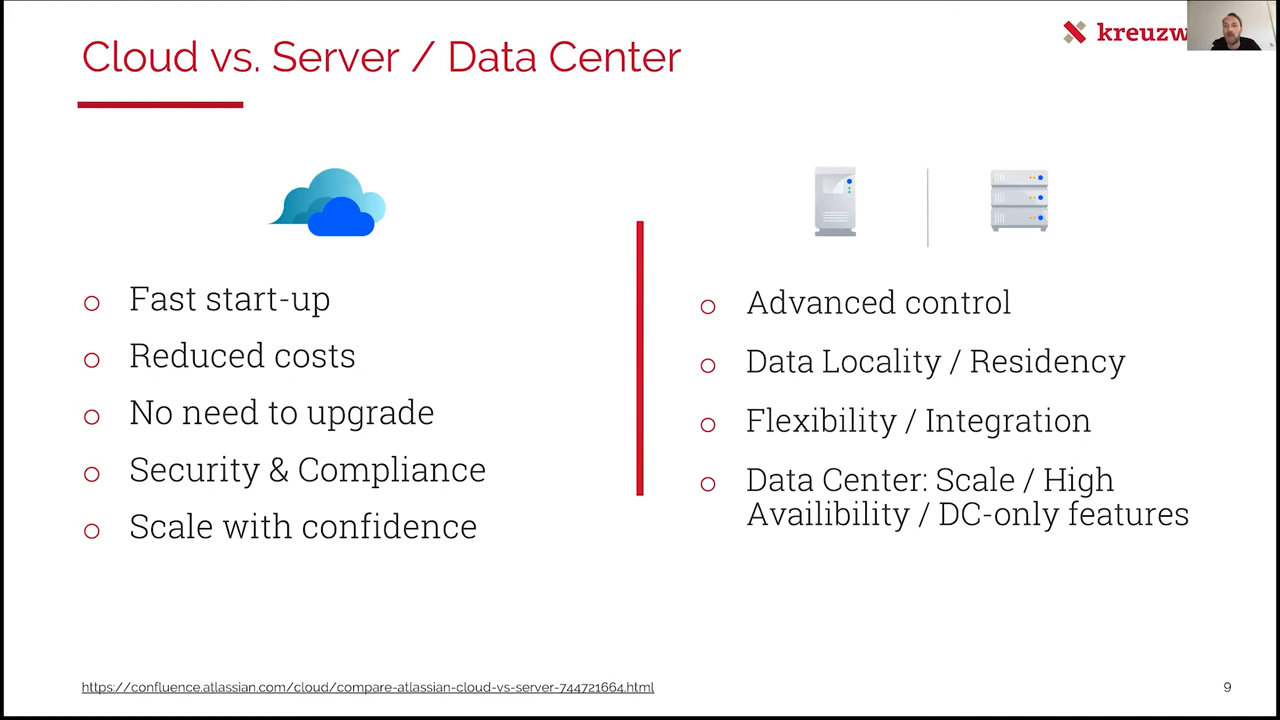 Cloud vs. Server / Data Center
Fast start-up
Reduced costs
No need to upgrade
Security & Compliance
Scale with confidence
Advanced control
Data Locality / Residency
Flexibility / Integration
Data Center: Scale / High
Availibility / DC-only features
https://confluence.atlassian.com/cloud/compare-atlassian-cloud-vs-server-744721664.html
9